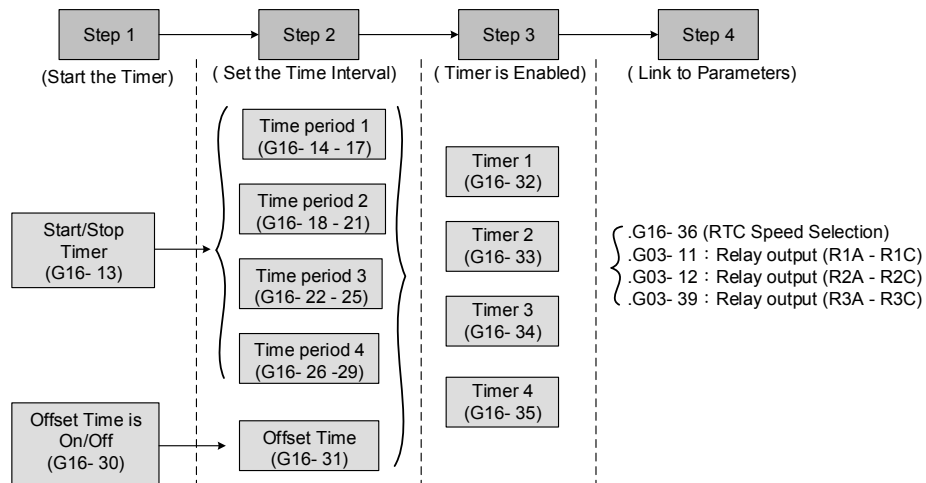 Step 1
Step 2
Step 3
Step 4
(Start the Timer)
( Set the Time Interval)
( Timer is Enabled)
( Link to Parameters)
Start/Stop
Timer
(G16- 13)
Offset Time is
On/Off
(G16- 30)
Time period 1
(G16- 14 - 17)
Time period 2
(G16- 18 - 21)
Time period 3
(G16- 22 - 25)
Time period 4
(G16- 26 -29)
Offset Time
(G16- 31)
Timer 1
(G16- 32)
Timer 2
(G16- 33)
Timer 3
(G16- 34)
Timer 4
(G16- 35)
.G16- 36 (RTC Speed Selection)
.G03- 11：Relay output (R1A - R1C)
.G03- 12：Relay output (R2A - R2C)
.G03- 39：Relay output (R3A - R3C)